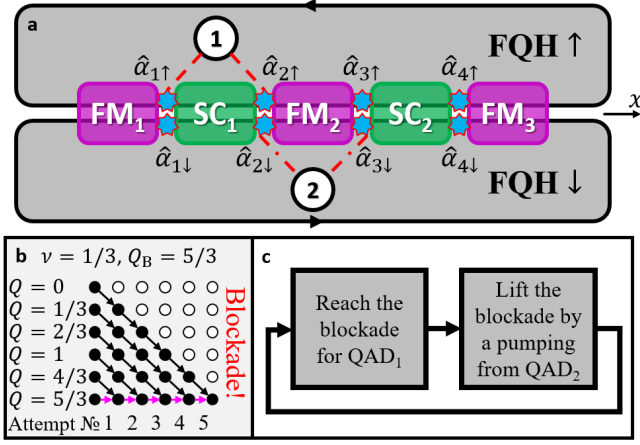 a
1
FQH ↑
α̂₁↑ α̂₂↑ α̂₃↑ α̂₄↑
FM₁ SC₁ FM₂ SC₂ FM₃
x
α̂₁↓ α̂₂↓ α̂₃↓ α̂₄↓
2
FQH ↓
b
ν = 1/3, Q_B = 5/3
Q = 0
Q = 1/3
Q = 2/3
Q = 1
Q = 4/3
Q = 5/3
Attempt № 1 2 3 4 5
Blockade!
c
Reach the
blockade
for QAD₁
Lift the
blockade by
a pumping
from QAD₂